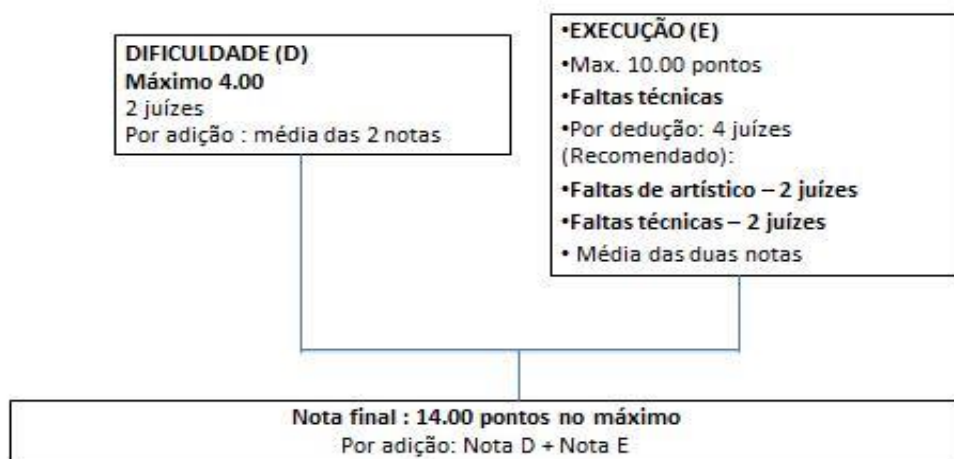 DIFICULDADE (D)
Máximo 4.00
2 juízes
Por adição : média das 2 notas
•EXECUÇÃO (E)
•Max. 10.00 pontos
•Faltas técnicas
•Por dedução: 4 juízes
(Recomendado):
•Faltas de artístico – 2 juízes
•Faltas técnicas – 2 juízes
• Média das duas notas
Nota final : 14.00 pontos no máximo
Por adição: Nota D + Nota E